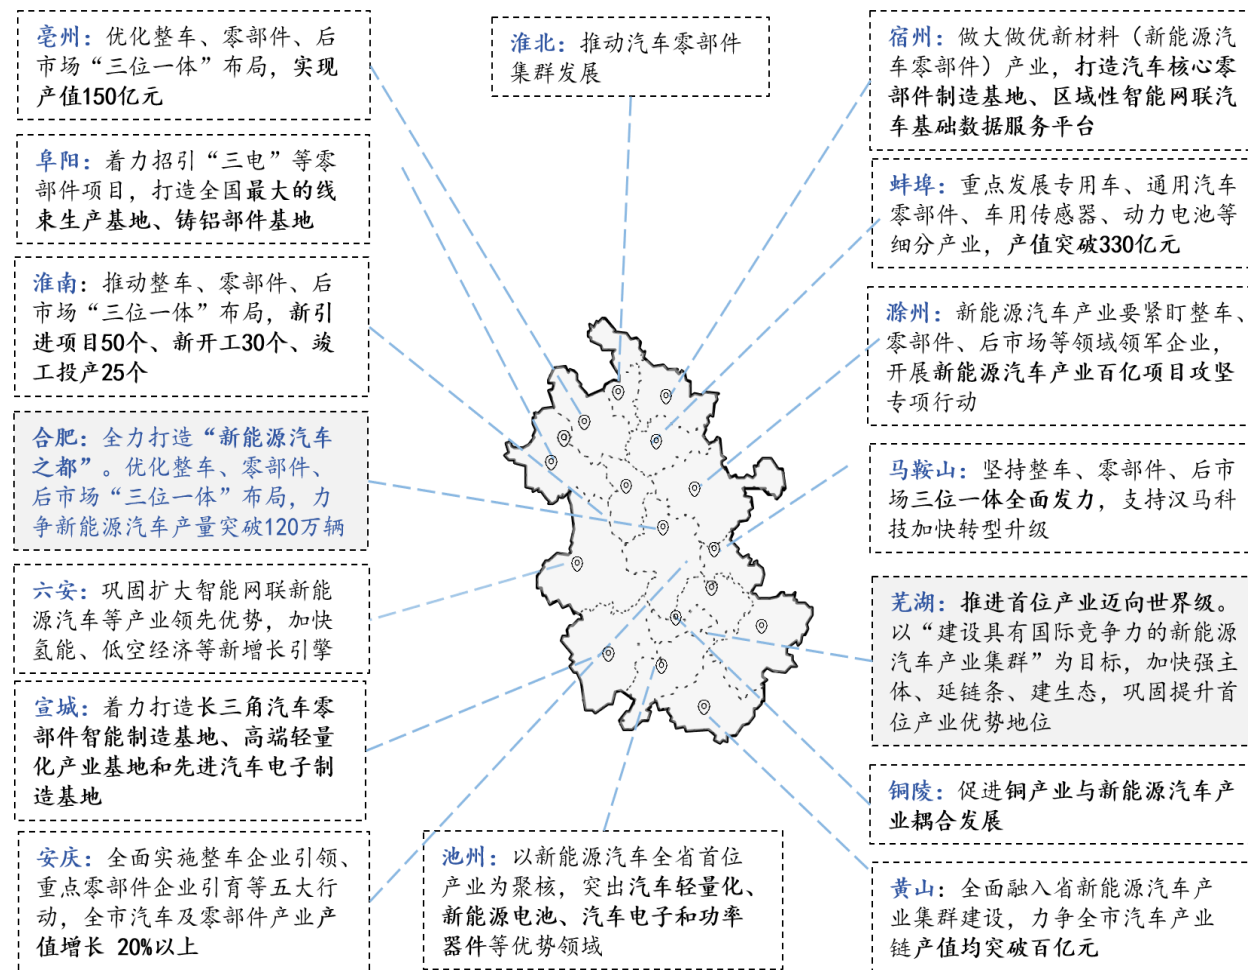 亳州：优化整车、零部件、后
市场“三位一体”布局，实现
产值150亿元
阜阳：着力招引“三电”等零
部件项目，打造全国最大的线
束生产基地、铸铝部件基地
淮南：推动整车、零部件、后
市场“三位一体”布局，新引
进项目50个、新开工30个、竣
工投产25个
合肥：全力打造“新能源汽车
之都”。优化整车、零部件、
后市场“三位一体”布局，力
争新能源汽车产量突破120万辆
六安：巩固扩大智能网联新能
源汽车等产业领先优势，加快
氢能、低空经济等新增长引擎
宣城：着力打造长三角汽车零
部件智能制造基地、高端轻量
化产业基地和先进汽车电子制
造基地
安庆：全面实施整车企业引领、
重点零部件企业引育等五大行
动，全市汽车及零部件产业产
值增长 20%以上
淮北：推动汽车零部件
集群发展
池州：以新能源汽车全省首位
产业为聚核，突出汽车轻量化、
新能源电池、汽车电子和功率
器件等优势领域
宿州：做大做优新材料（新能源汽
车零部件）产业，打造汽车核心零
部件制造基地、区域性智能网联汽
车基础数据服务平台
蚌埠：重点发展专用车、通用汽车
零部件、车用传感器、动力电池等
细分产业，产值突破330亿元
滁州：新能源汽车产业要紧盯整车、
零部件、后市场等领域领军企业，
开展新能源汽车产业百亿项目攻坚
专项行动
马鞍山：坚持整车、零部件、后市
场三位一体全面发力，支持汉马科
技加快转型升级
芜湖：推进首位产业迈向世界级。
以“建设具有国际竞争力的新能源
汽车产业集群”为目标，加快强主
体、延链条、建生态，巩固提升首
位产业优势地位
铜陵：促进铜产业与新能源汽车产
业耦合发展
黄山：全面融入省新能源汽车产
业集群建设，力争全市汽车产业
链产值均突破百亿元